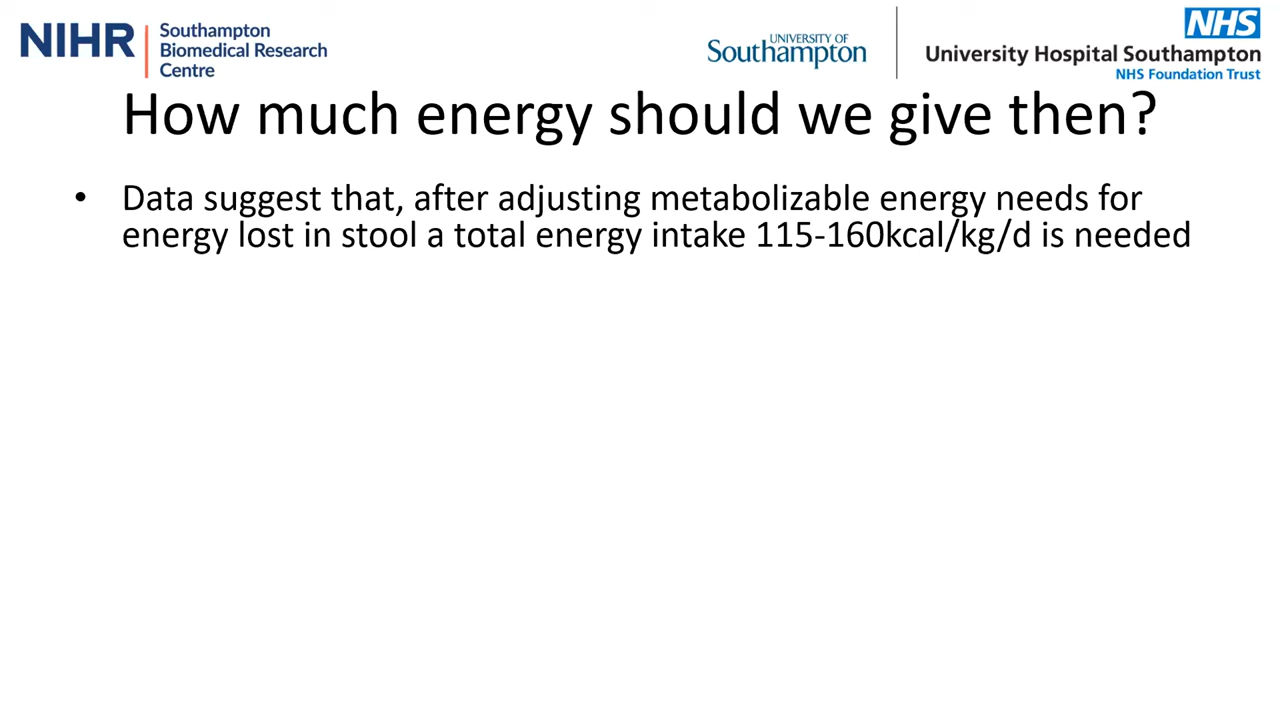 NIHR
Southampton
Biomedical Research
Centre
UNIVERSITY OF
Southampton
NHS
University Hospital Southampton
NHS Foundation Trust
How much energy should we give then?
• Data suggest that, after adjusting metabolizable energy needs for
energy lost in stool a total energy intake 115-160kcal/kg/d is needed